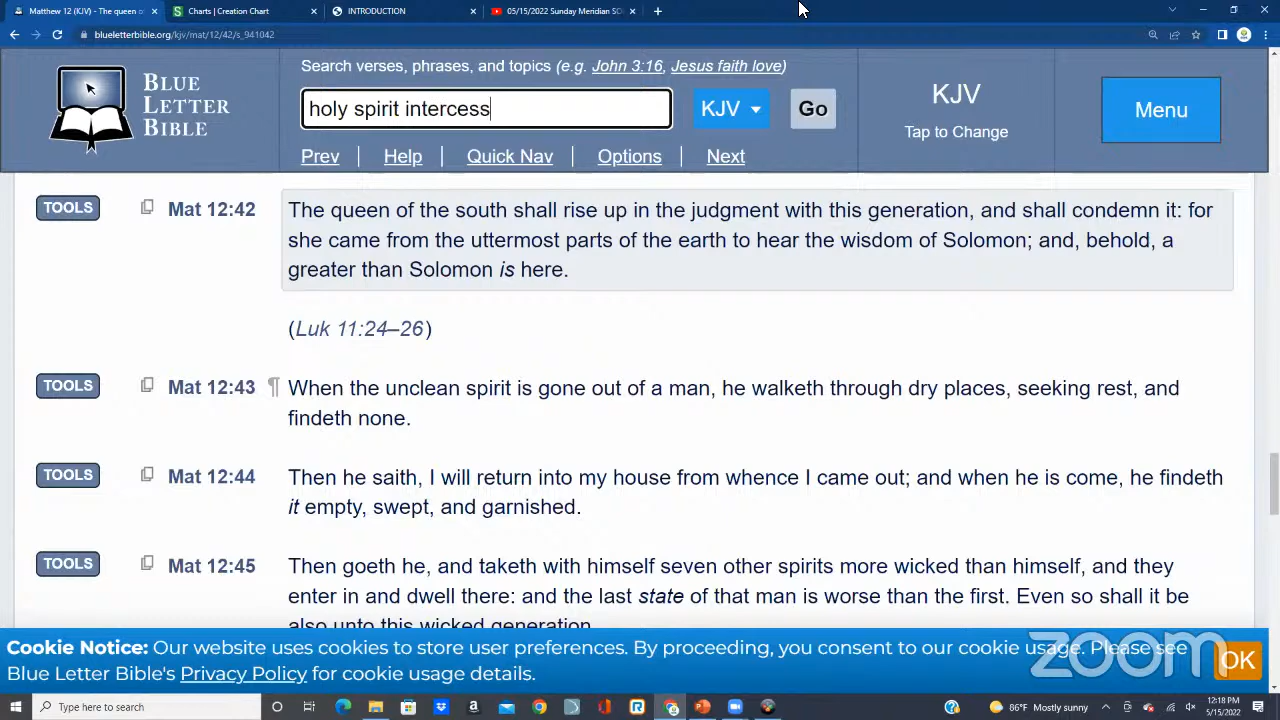 Matthew 12 (KJV) - The queen of
Charts | Creation Chart
INTRODUCTION
05/15/2022 Sunday Meridian SC
blueletterbible.org/kjv/mat/12/42/s_941042
BLUE
LETTER
BIBLE
Search verses, phrases, and topics (e.g. John 3:16, Jesus faith love)
holy spirit intercess
KJV
Go
Prev | Help | Quick Nav | Options | Next
KJV
Tap to Change
Menu
TOOLS Mat 12:42 The queen of the south shall rise up in the judgment with this generation, and shall condemn it: for
she came from the uttermost parts of the earth to hear the wisdom of Solomon; and, behold, a
greater than Solomon is here.
(Luk 11:24–26)
TOOLS Mat 12:43 ¶ When the unclean spirit is gone out of a man, he walketh through dry places, seeking rest, and
findeth none.
TOOLS Mat 12:44 Then he saith, I will return into my house from whence I came out; and when he is come, he findeth
it empty, swept, and garnished.
TOOLS Mat 12:45 Then goeth he, and taketh with himself seven other spirits more wicked than himself, and they
enter in and dwell there: and the last state of that man is worse than the first. Even so shall it be
also unto this wicked generation.
Cookie Notice: Our website uses cookies to store user preferences. By proceeding, you consent to our cookie usage. Please see
Blue Letter Bible's Privacy Policy for cookie usage details.
OK
zoom
Type here to search
86°F Mostly sunny
12:18 PM
5/15/2022